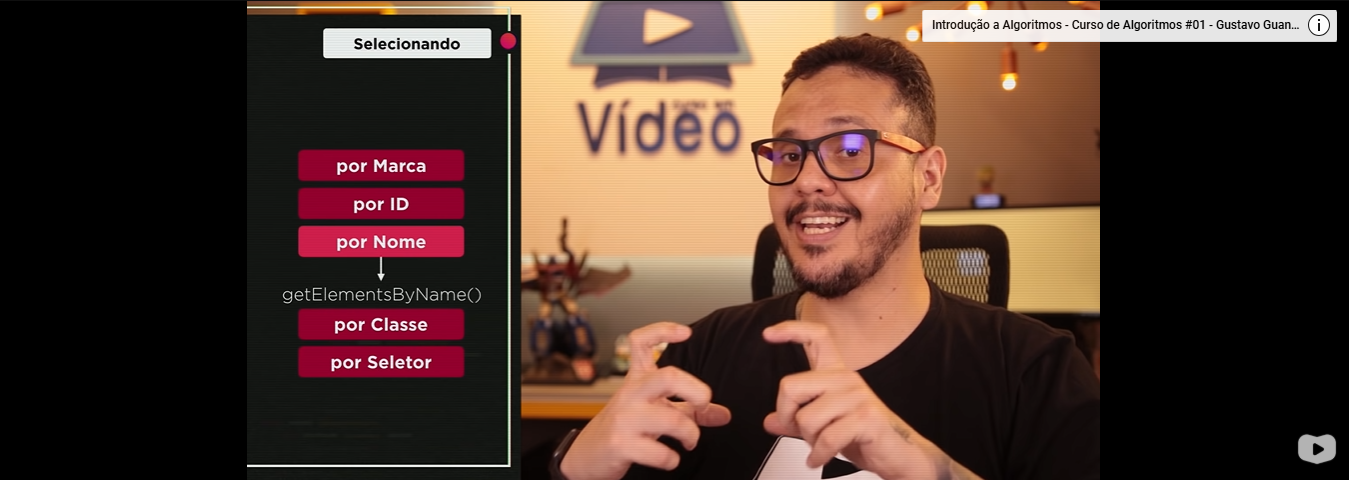 Selecionando
por Marca
por ID
por Nome
getElementsByName()
por Classe
por Seletor
Vídeo
Introdução a Algoritmos - Curso de Algoritmos #01 - Gustavo Guan...